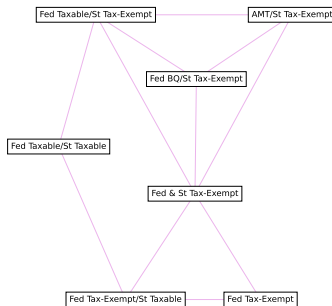 Fed Taxable/St Tax-Exempt
AMT/St Tax-Exempt
Fed BQ/St Tax-Exempt
Fed Taxable/St Taxable
Fed & St Tax-Exempt
Fed Tax-Exempt/St Taxable
Fed Tax-Exempt